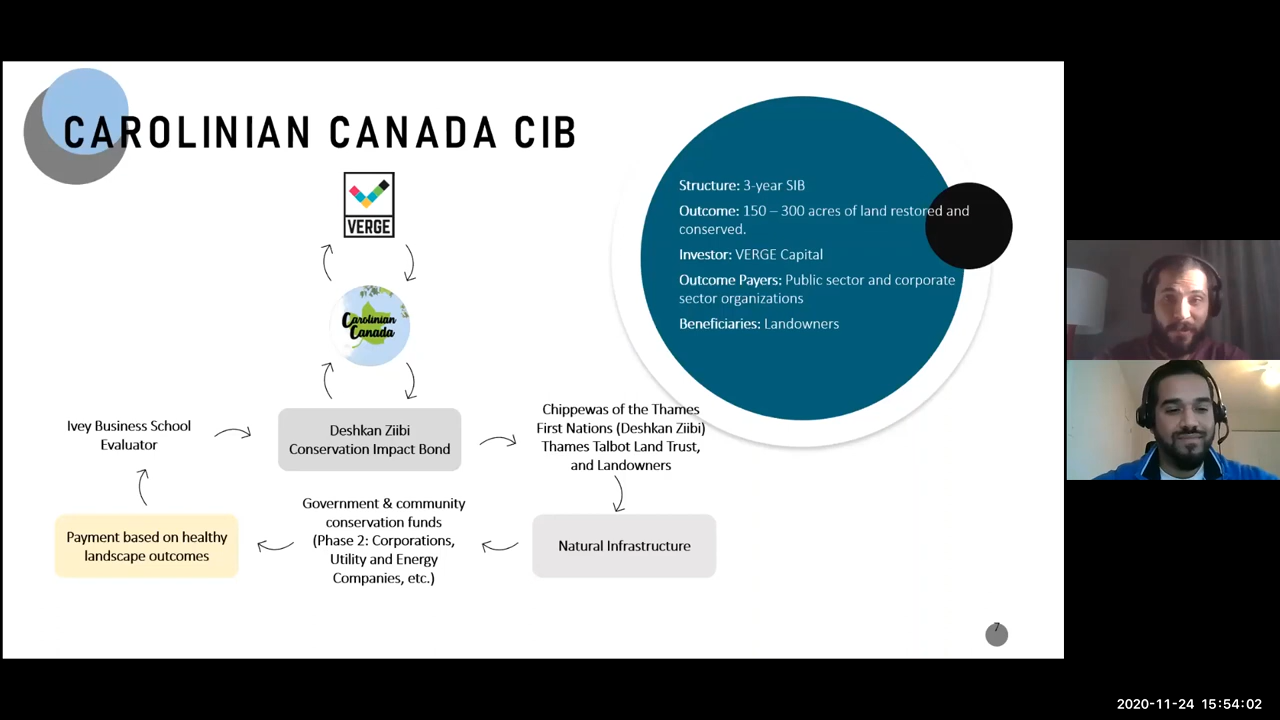 CAROLINIAN CANADA CIB
VERGE
Carolinian
Canada
Structure: 3-year SIB
Outcome: 150 – 300 acres of land restored and
conserved.
Investor: VERGE Capital
Outcome Payers: Public sector and corporate
sector organizations
Beneficiaries: Landowners
Ivey Business School
Evaluator
Deshkan Ziibi
Conservation Impact Bond
Chippewas of the Thames
First Nations (Deshkan Ziibi)
Thames Talbot Land Trust,
and Landowners
Payment based on healthy
landscape outcomes
Government & community
conservation funds
(Phase 2: Corporations,
Utility and Energy
Companies, etc.)
Natural Infrastructure
7
2020-11-24 15:54:02